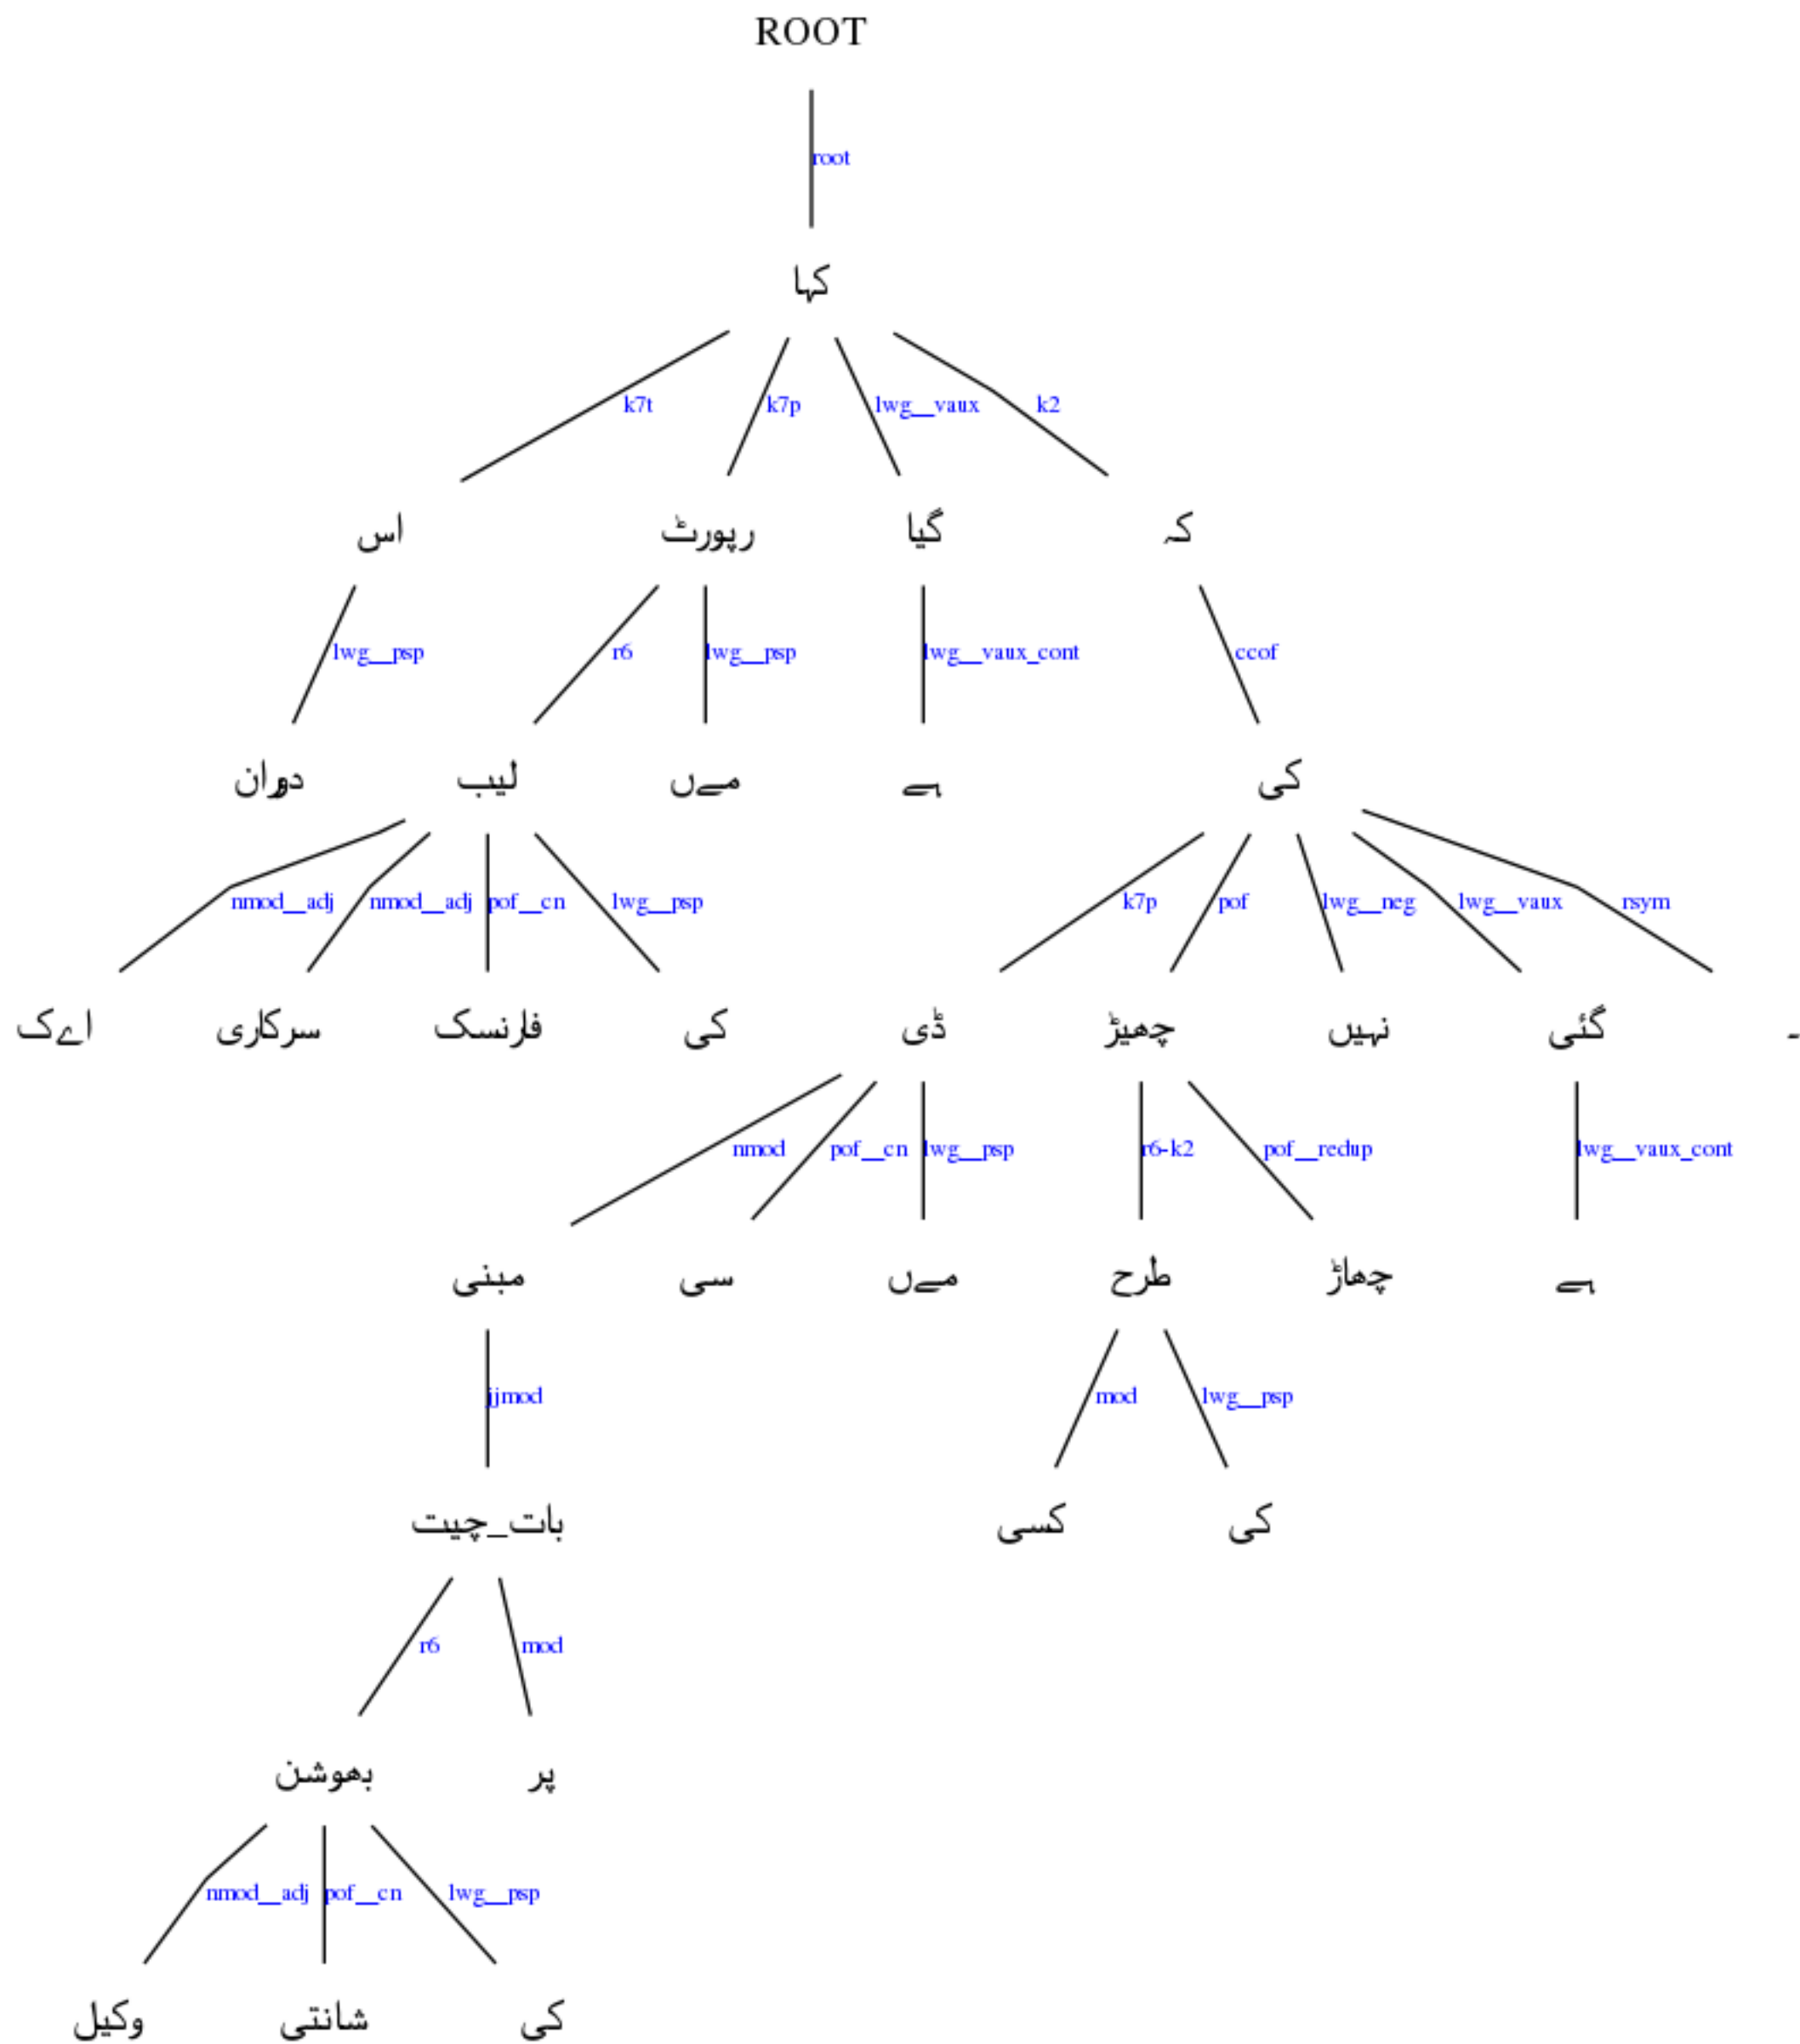 ROOT
root
کہا
k7t k7p lwg__vaux k2
اس رپورٹ گیا کہ
lwg__psp r6 lwg__psp lwg__vaux_cont ccof
دوران لیب مےں ہے کی
nmod__adj nmod__adj pof__cn lwg__psp k7p pof lwg__neg lwg__vaux rsym
اےک سرکاری فارنسک کی ڈی چھیڑ نہیں گئی ۔
nmod pof__cn lwg__psp r6-k2 pof__redup lwg__vaux_cont
مبنی سی مےں طرح چھاڑ ہے
jjmod mod lwg__psp
بات_چیت کسی کی
r6 mod
بھوشن پر
nmod__adj pof__cn lwg__psp
وکیل شانتی کی